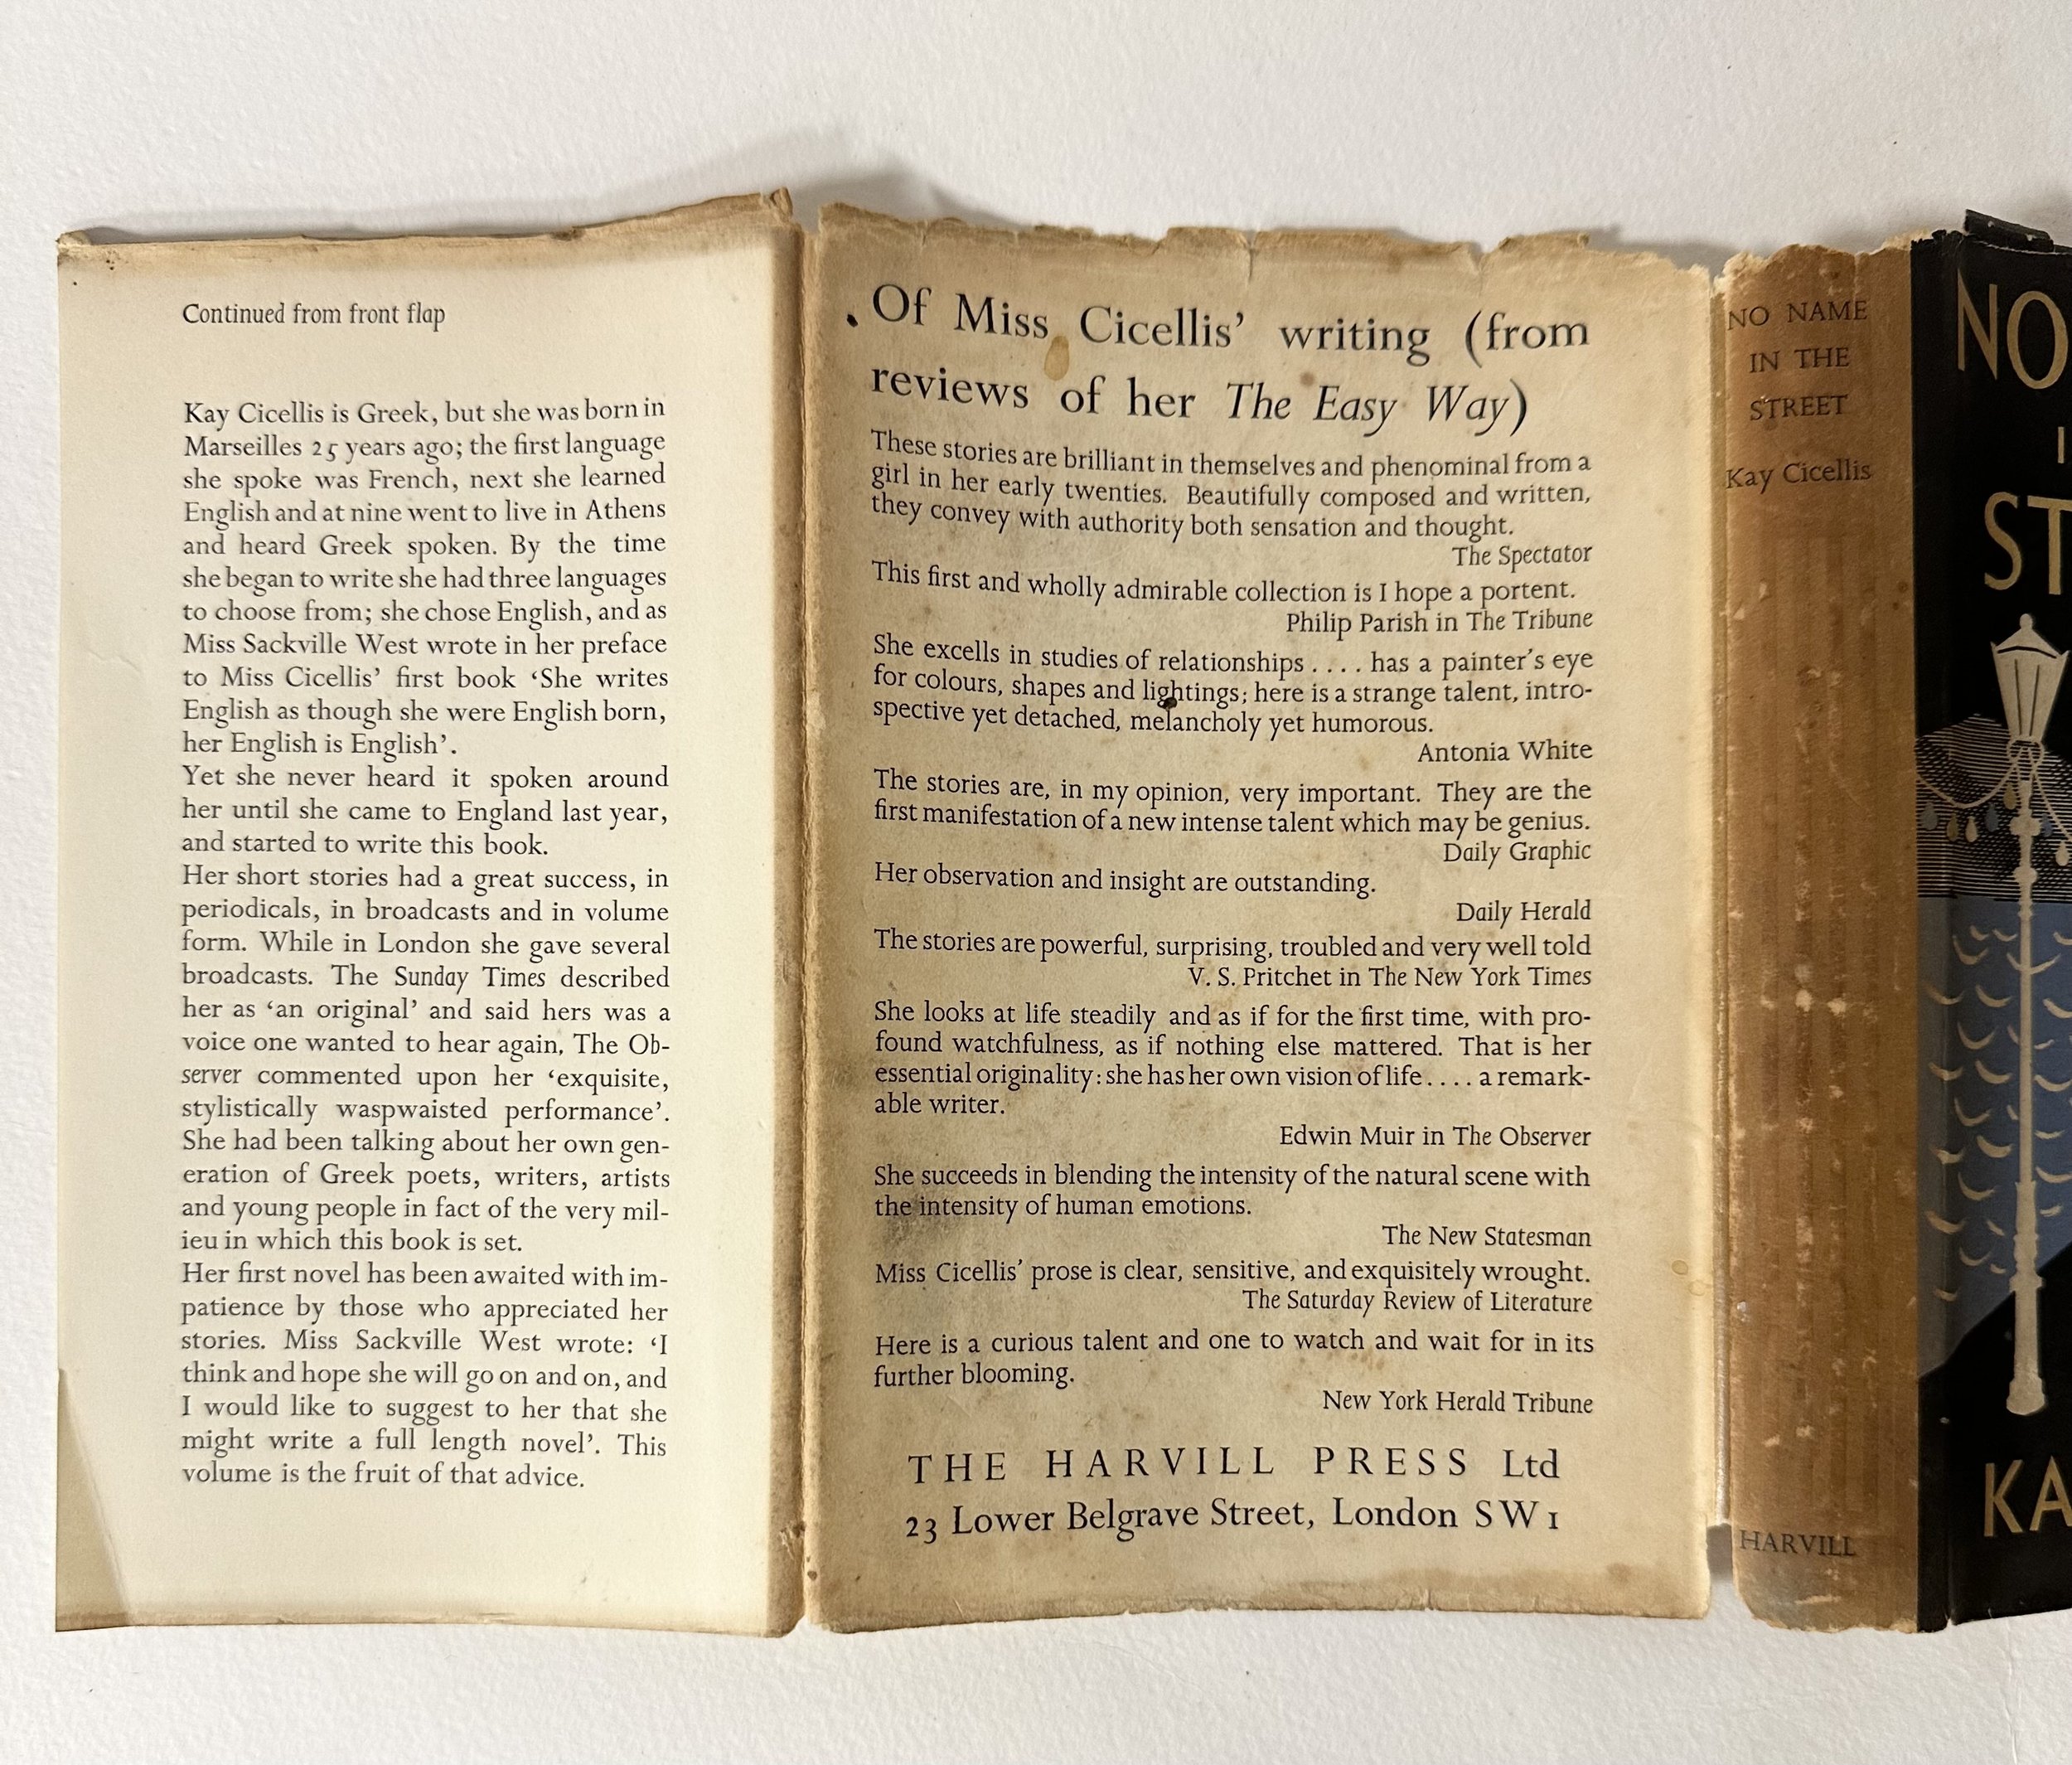 Continued from front flap
Kay Cicellis is Greek, but she was born in
Marseilles 25 years ago; the first language
she spoke was French, next she learned
English and at nine went to live in Athens
and heard Greek spoken. By the time
she began to write she had three languages
to choose from; she chose English, and as
Miss Sackville West wrote in her preface
to Miss Cicellis’ first book ‘She writes
English as though she were English born,
her English is English’.
Yet she never heard it spoken around
her until she came to England last year,
and started to write this book.
Her short stories had a great success, in
periodicals, in broadcasts and in volume
form. While in London she gave several
broadcasts. The Sunday Times described
her as ‘an original’ and said hers was a
voice one wanted to hear again, The Ob-
server commented upon her ‘exquisite,
stylistically waspwaisted performance’.
She had been talking about her own gen-
eration of Greek poets, writers, artists
and young people in fact of the very mil-
ieu in which this book is set.
Her first novel has been awaited with im-
patience by those who appreciated her
stories. Miss Sackville West wrote: ‘I
think and hope she will go on and on, and
I would like to suggest to her that she
might write a full length novel’. This
volume is the fruit of that advice.
Of Miss Cicellis’ writing (from
reviews of her The Easy Way)
These stories are brilliant in themselves and phenominal from a
girl in her early twenties. Beautifully composed and written,
they convey with authority both sensation and thought.
The Spectator
This first and wholly admirable collection is I hope a portent.
Philip Parish in The Tribune
She excells in studies of relationships . . . . has a painter’s eye
for colours, shapes and lightings; here is a strange talent, intro-
spective yet detached, melancholy yet humorous.
Antonia White
The stories are, in my opinion, very important. They are the
first manifestation of a new intense talent which may be genius.
Daily Graphic
Her observation and insight are outstanding.
Daily Herald
The stories are powerful, surprising, troubled and very well told
V. S. Pritchet in The New York Times
She looks at life steadily and as if for the first time, with pro-
found watchfulness, as if nothing else mattered. That is her
essential originality: she has her own vision of life . . . . a remark-
able writer.
Edwin Muir in The Observer
She succeeds in blending the intensity of the natural scene with
the intensity of human emotions.
The New Statesman
Miss Cicellis’ prose is clear, sensitive, and exquisitely wrought.
The Saturday Review of Literature
Here is a curious talent and one to watch and wait for in its
further blooming.
New York Herald Tribune
THE HARVILL PRESS Ltd
23 Lower Belgrave Street, London SW1
NO NAME
IN THE
STREET
Kay Cicellis
HARVILL
NO
I
ST
KA